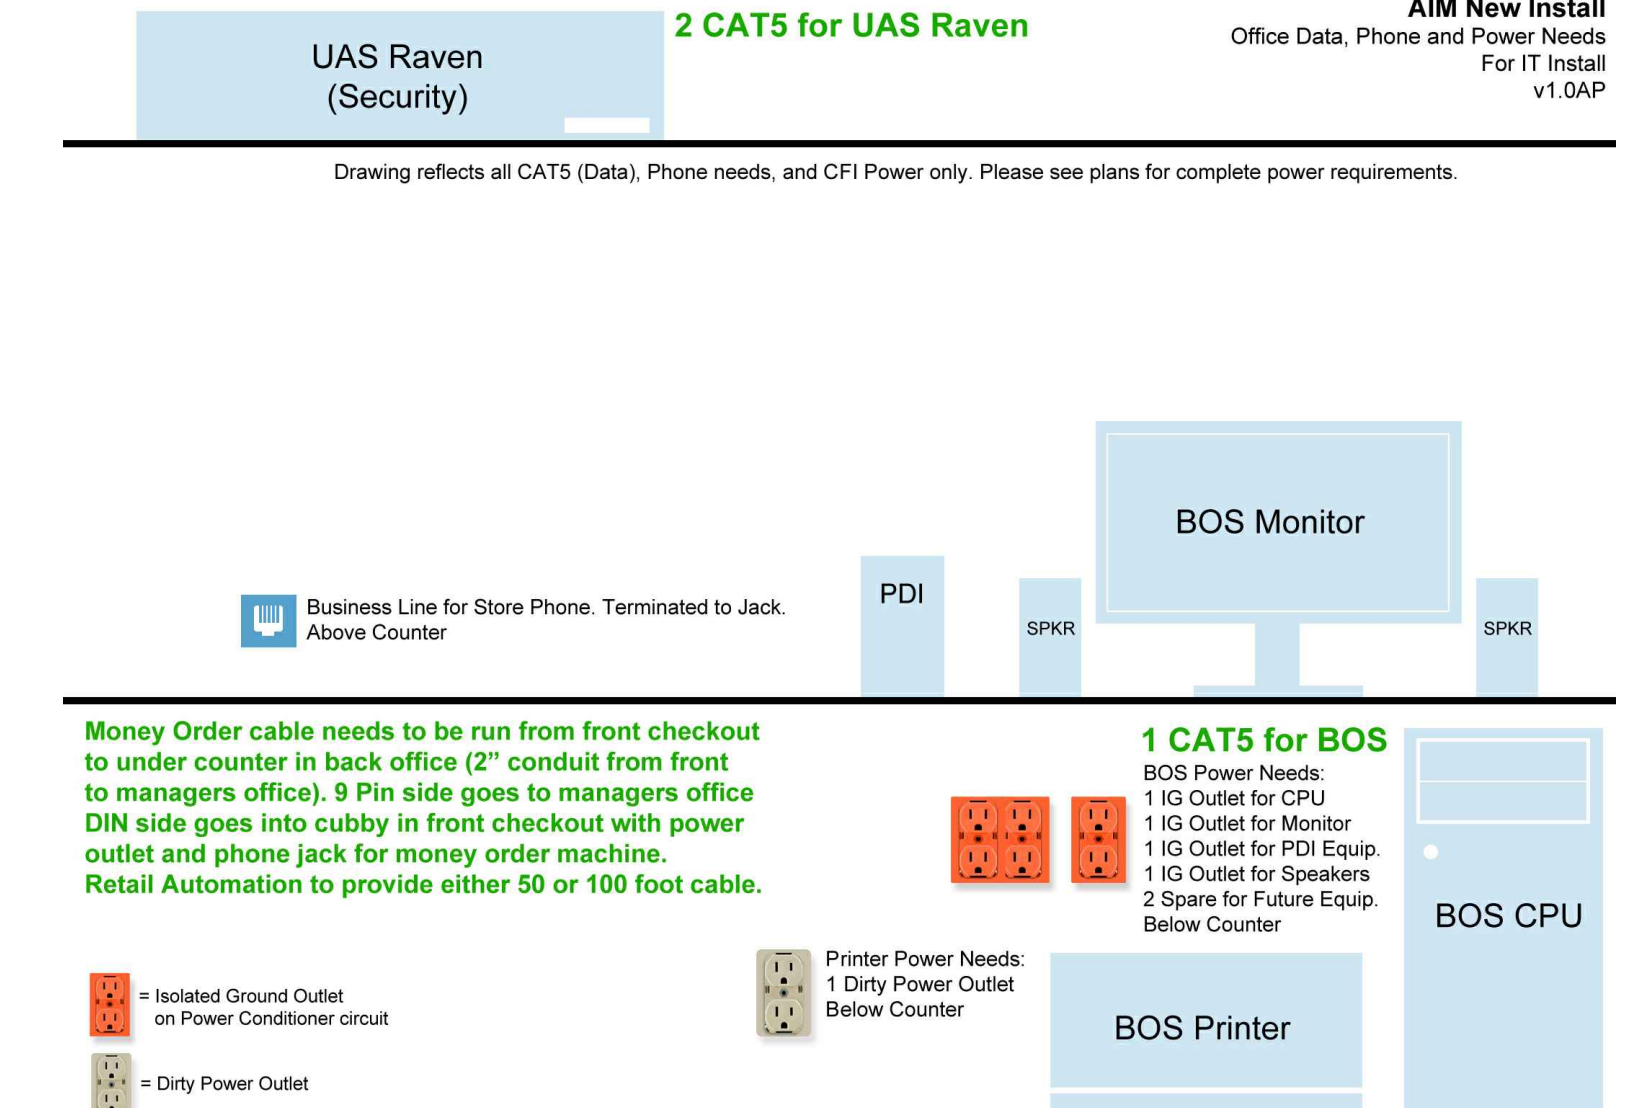 UAS Raven
(Security)
2 CAT5 for UAS Raven
AIM New Install
Office Data, Phone and Power Needs
For IT Install
v1.0AP
Drawing reflects all CAT5 (Data), Phone needs, and CFI Power only. Please see plans for complete power requirements.
BOS Monitor
PDI
SPKR
SPKR
Business Line for Store Phone. Terminated to Jack.
Above Counter
Money Order cable needs to be run from front checkout
to under counter in back office (2” conduit from front
to managers office). 9 Pin side goes to managers office
DIN side goes into cubby in front checkout with power
outlet and phone jack for money order machine.
Retail Automation to provide either 50 or 100 foot cable.
1 CAT5 for BOS
BOS Power Needs:
1 IG Outlet for CPU
1 IG Outlet for Monitor
1 IG Outlet for PDI Equip.
1 IG Outlet for Speakers
2 Spare for Future Equip.
Below Counter
BOS CPU
Printer Power Needs:
1 Dirty Power Outlet
Below Counter
BOS Printer
= Isolated Ground Outlet
on Power Conditioner circuit
= Dirty Power Outlet